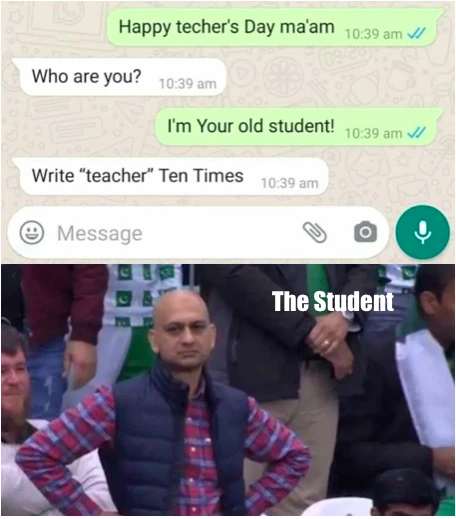 Happy techer's Day ma'am 10:39 am
Who are you? 10:39 am
I'm Your old student! 10:39 am
Write “teacher” Ten Times 10:39 am
Message
The Student